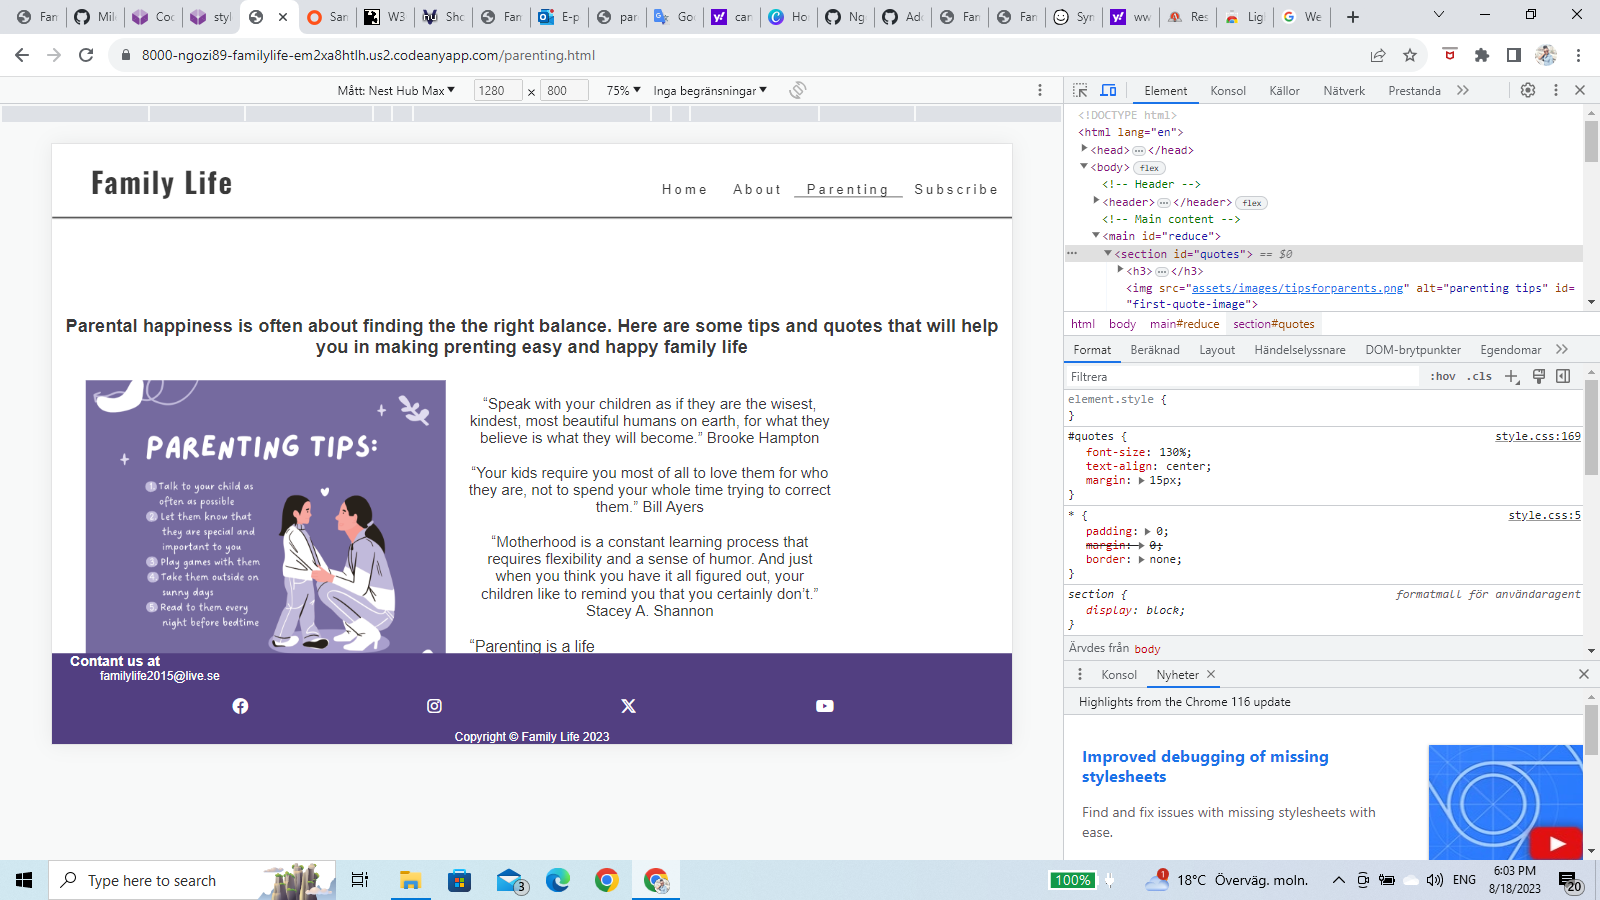 Fan
Mile
Coc
styl
San
W3
Sho
Fan
E-p
par
Goo
can
Ho
Ng
Add
Fan
Fan
Syn
ww
Res
Ligh
We
8000-ngozi89-familylife-em2xa8htlh.us2.codeanyapp.com/parenting.html
Mått: Nest Hub Max ▼ 1280 x 800 75% ▼ Inga begränsningar ▼
Family Life
Home About Parenting Subscribe
Parental happiness is often about finding the the right balance. Here are some tips and quotes that will help
you in making prenting easy and happy family life
PARENTING TIPS:
1 Talk to your child as
often as possible
2 Let them know that
they are special and
important to you
3 Play games with them
4 Take them outside on
sunny days
5 Read to them every
night before bedtime
“Speak with your children as if they are the wisest,
kindest, most beautiful humans on earth, for what they
believe is what they will become.” Brooke Hampton
“Your kids require you most of all to love them for who
they are, not to spend your whole time trying to correct
them.” Bill Ayers
“Motherhood is a constant learning process that
requires flexibility and a sense of humor. And just
when you think you have it all figured out, your
children like to remind you that you certainly don’t.”
Stacey A. Shannon
“Parenting is a life
Contant us at
familylife2015@live.se
Copyright © Family Life 2023
Element Konsol Källor Nätverk Prestanda
<!DOCTYPE html>
<html lang="en">
<head> ⋯ </head>
<body> flex
<!-- Header -->
<header> ⋯ </header> flex
<!-- Main content -->
<main id="reduce">
<section id="quotes"> == $0
<h3> ⋯ </h3>
<img src="assets/images/tipsforparents.png" alt="parenting tips" id=
"first-quote-image">
html body main#reduce section#quotes
Format Beräknad Layout Händelselyssnare DOM-brytpunkter Egendomar
Filtrera :hov .cls
element.style {
}
#quotes { style.css:169
font-size: 130%;
text-align: center;
margin: 15px;
}
* { style.css:5
padding: 0;
margin: 0;
border: none;
}
section { formatmall för användaragent
display: block;
}
Ärvdes från body
Konsol Nyheter
Highlights from the Chrome 116 update
Improved debugging of missing
stylesheets
Find and fix issues with missing stylesheets with
ease.
Type here to search
3
100%
1
18°C Överväg. moln.
ENG
6:03 PM
8/18/2023
20